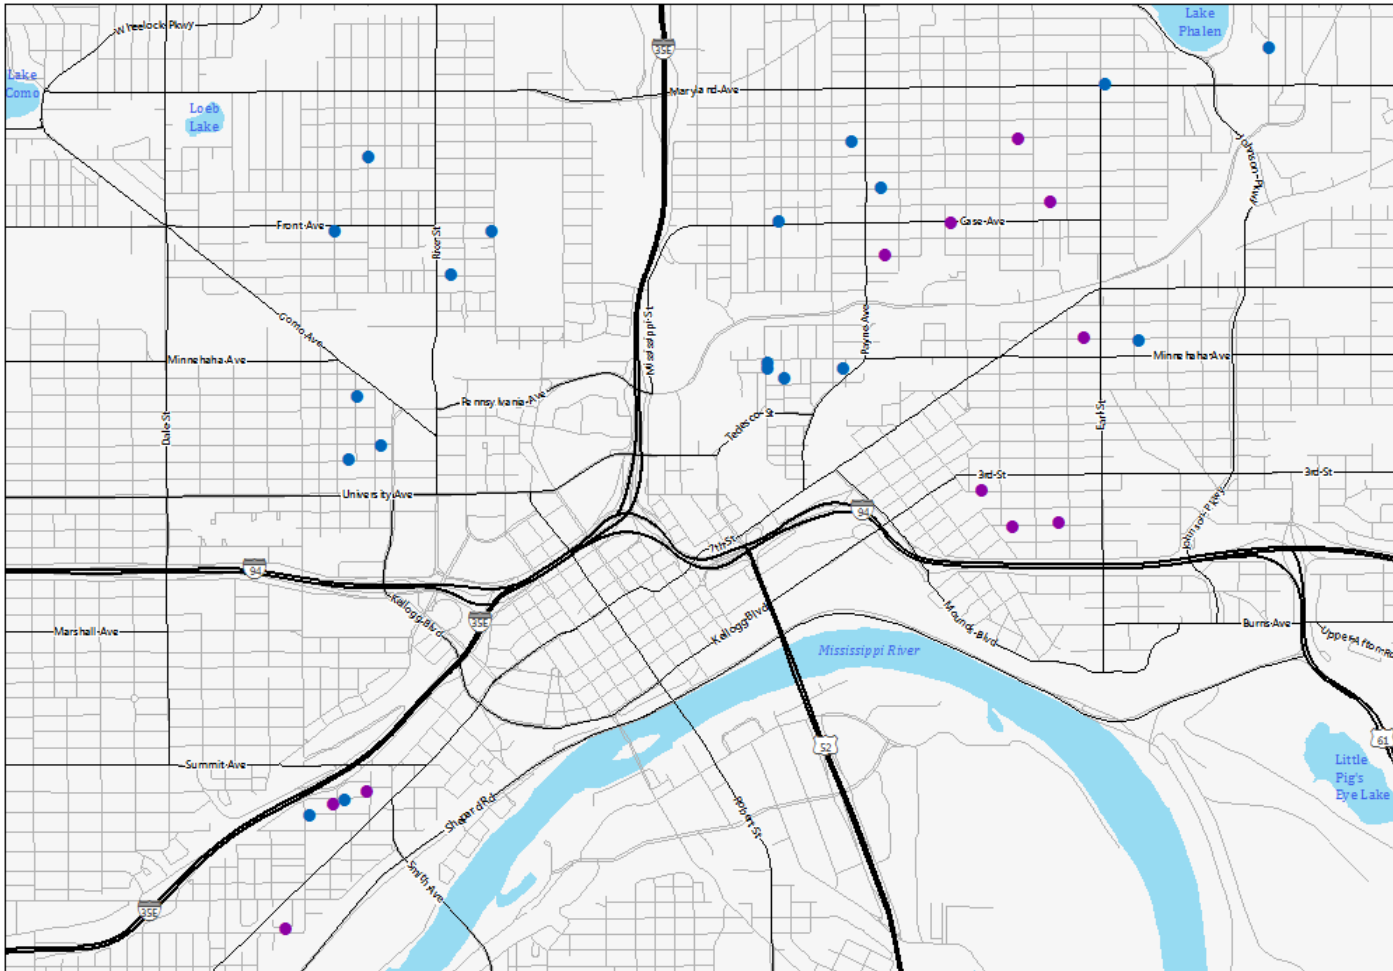 Wheelock Pkwy
Lake
Phalen
35E
Lake
Como
Maryland Ave
Loeb
Lake
Johnson Pkwy
Front Ave
Rice St
Case Ave
Como Ave
Mississippi St
Payne Ave
Minnehaha Ave
Minnehaha Ave
Pennsylvania Ave
Dale St
Tedesco St
Earl St
3rd St
3rd St
University Ave
94
Johnson Pkwy
7th St
94
Kellogg Blvd
35E
Kellogg Blvd
Mounds Blvd
Marshall Ave
Burns Ave
Upper Afton Rd
Mississippi River
52
61
Summit Ave
Little
Pig's
Eye Lake
Shepard Rd
Robert St
Smith Ave
35E